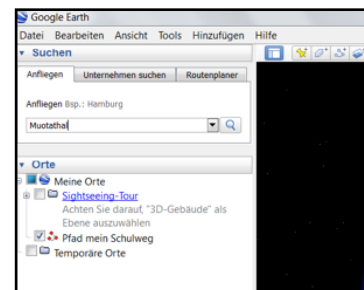 Google Earth
Datei Bearbeiten Ansicht Tools Hinzufügen Hilfe
Suchen
Anfliegen Unternehmen suchen Routenplaner
Anfliegen Bsp.: Hamburg
Muotathal
Orte
Meine Orte
Sightseeing-Tour
Achten Sie darauf, "3D-Gebäude" als
Ebene auszuwählen
Pfad mein Schulweg
Temporäre Orte